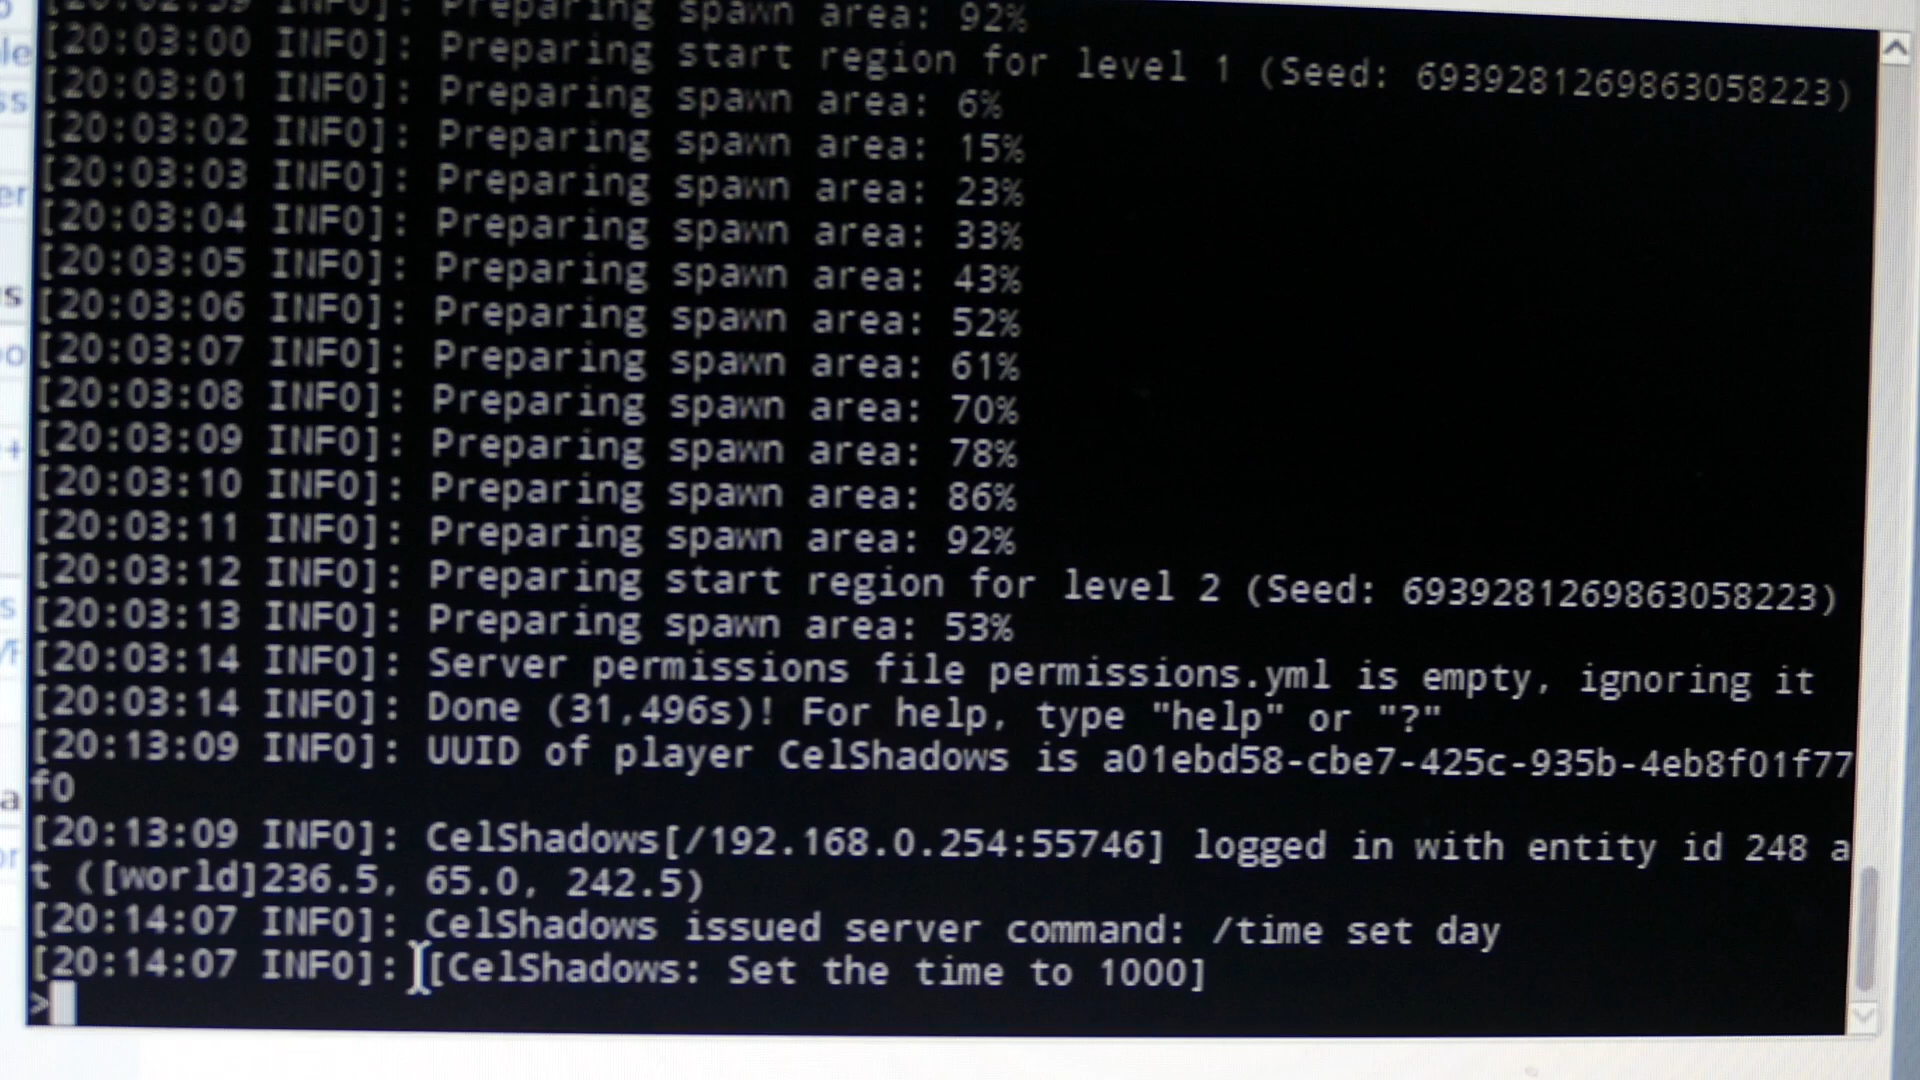 Preparing spawn area: 92%
[20:03:00 INFO]: Preparing start region for level 1 (Seed: 6939281269863058223)
[20:03:01 INFO]: Preparing spawn area: 6%
[20:03:02 INFO]: Preparing spawn area: 15%
[20:03:03 INFO]: Preparing spawn area: 23%
[20:03:04 INFO]: Preparing spawn area: 33%
[20:03:05 INFO]: Preparing spawn area: 43%
[20:03:06 INFO]: Preparing spawn area: 52%
[20:03:07 INFO]: Preparing spawn area: 61%
[20:03:08 INFO]: Preparing spawn area: 70%
[20:03:09 INFO]: Preparing spawn area: 78%
[20:03:10 INFO]: Preparing spawn area: 86%
[20:03:11 INFO]: Preparing spawn area: 92%
[20:03:12 INFO]: Preparing start region for level 2 (Seed: 6939281269863058223)
[20:03:13 INFO]: Preparing spawn area: 53%
[20:03:14 INFO]: Server permissions file permissions.yml is empty, ignoring it
[20:03:14 INFO]: Done (31,496s)! For help, type "help" or "?"
[20:13:09 INFO]: UUID of player CelShadows is a01ebd58-cbe7-425c-935b-4eb8f01f77
f0
[20:13:09 INFO]: CelShadows[/192.168.0.254:55746] logged in with entity id 248 a
t ([world]236.5, 65.0, 242.5)
[20:14:07 INFO]: CelShadows issued server command: /time set day
[20:14:07 INFO]: [CelShadows: Set the time to 1000]
>